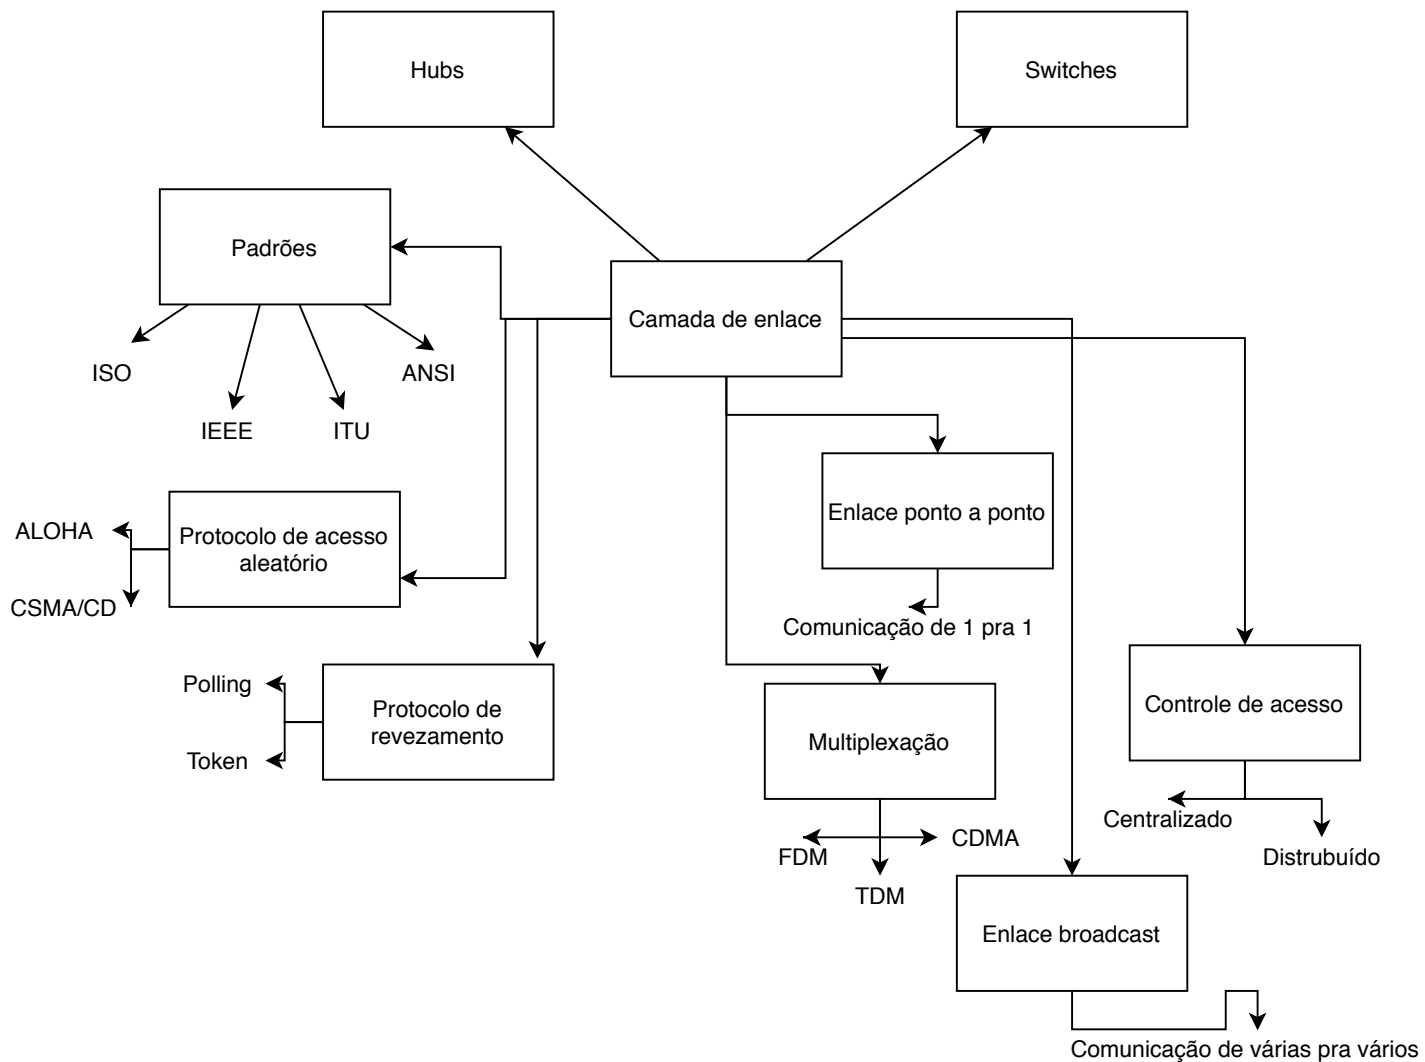 Hubs
Switches
Padrões
Camada de enlace
ISO
ANSI
IEEE
ITU
Enlace ponto a ponto
ALOHA
Protocolo de acesso
aleatório
CSMA/CD
Comunicação de 1 pra 1
Polling
Protocolo de
revezamento
Token
Controle de acesso
Multiplexação
Centralizado
FDM
CDMA
Distrubuído
TDM
Enlace broadcast
Comunicação de várias pra vários